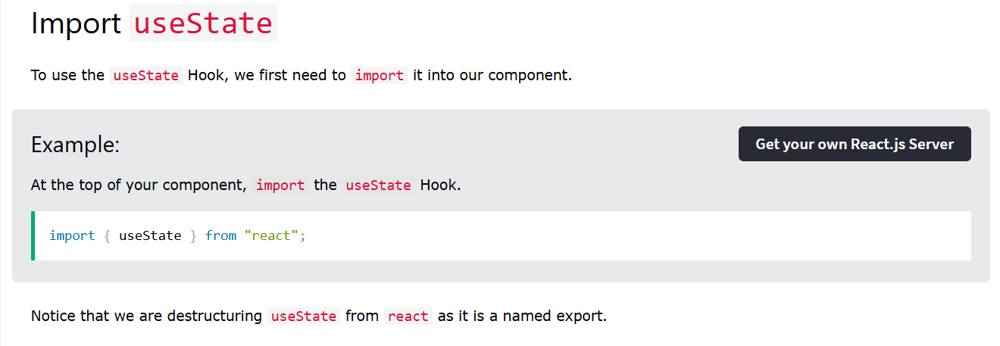 Import useState
To use the useState Hook, we first need to import it into our component.
Example:
Get your own React.js Server
At the top of your component, import the useState Hook.
import { useState } from "react";
Notice that we are destructuring useState from react as it is a named export.